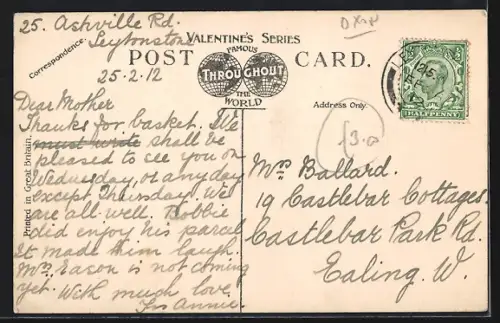 25. Ashville Rd.
Leytonstone
25.2.12
VALENTINE'S SERIES
FAMOUS
THROUGHOUT
THE
WORLD
POST CARD.
Correspondence.
Address Only.
HALFPENNY
Printed in Great Britain.
Dear Mother
Thanks for basket. We
must wrote shall be
pleased to see you on
Wednesday, or any day
except Thursday. We
are all well. Bobbie
did enjoy his parcel
It made him laugh.
Mrs Eason is not coming
yet. With much love
Annie.
Mrs Ballard.
19 Castlebar Cottages.
Castlebar Park Rd.
Ealing. W.